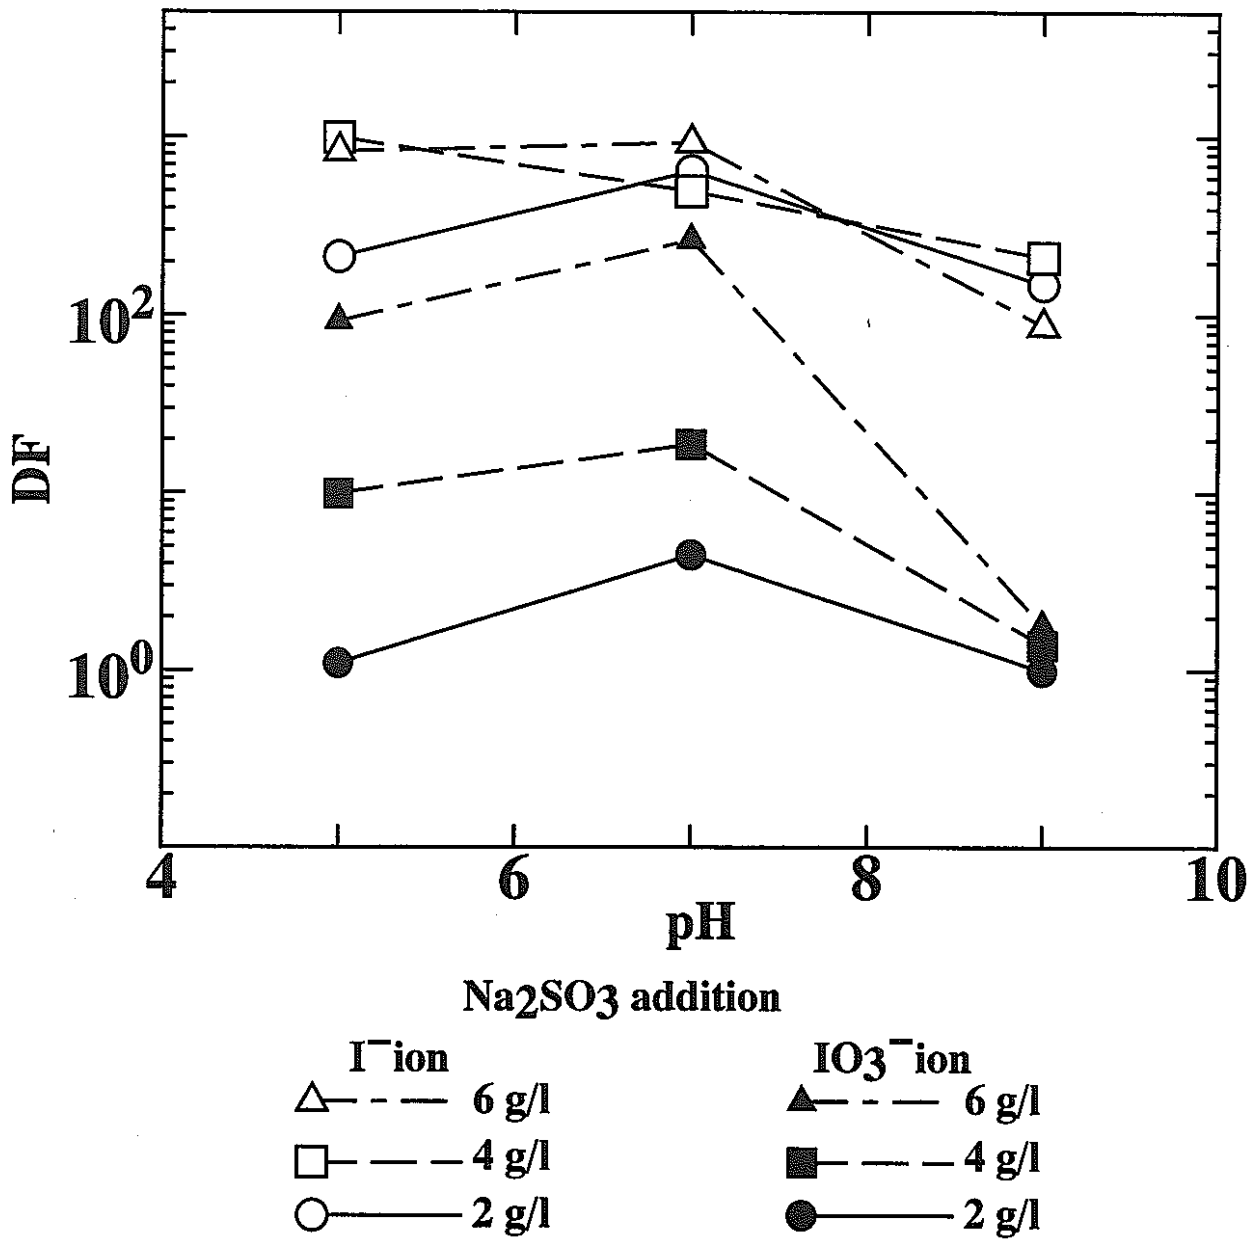 10²
DF
10⁰
4 6 8 10
pH
Na₂SO₃ addition
I⁻ ion IO₃⁻ ion
6 g/l 6 g/l
4 g/l 4 g/l
2 g/l 2 g/l